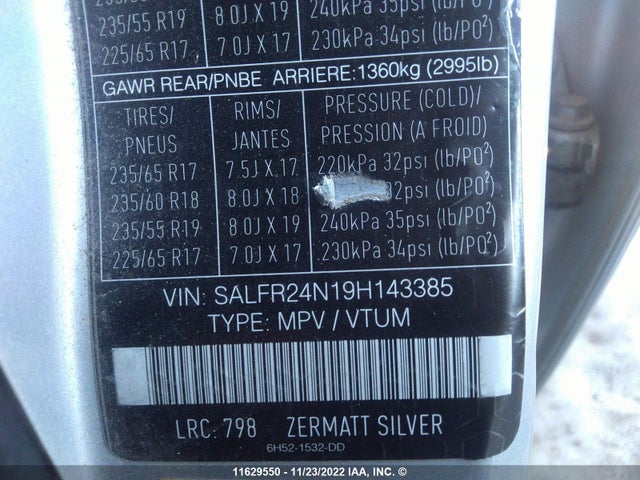 235/55 R19 8.0J X 19 240kPa 35psi (lb/PO²)
225/65 R17 7.0J X 17 230kPa 34psi (lb/PO²)
GAWR REAR/PNBE ARRIERE:1360kg (2995lb)
TIRES/ RIMS/ PRESSURE (COLD)/
PNEUS JANTES PRESSION (A FROID)
235/65 R17 7.5J X 17 220kPa 32psi (lb/PO²)
235/60 R18 8.0J X 18 2psi (lb/PO²)
235/55 R19 8.0J X 19 240kPa 35psi (lb/PO²)
225/65 R17 7.0J X 17 230kPa 34psi (lb/PO²)
VIN: SALFR24N19H143385
TYPE: MPV / VTUM
LRC: 798 ZERMATT SILVER
6H52-1532-DD
11629550 - 11/23/2022 IAA, Inc. ©